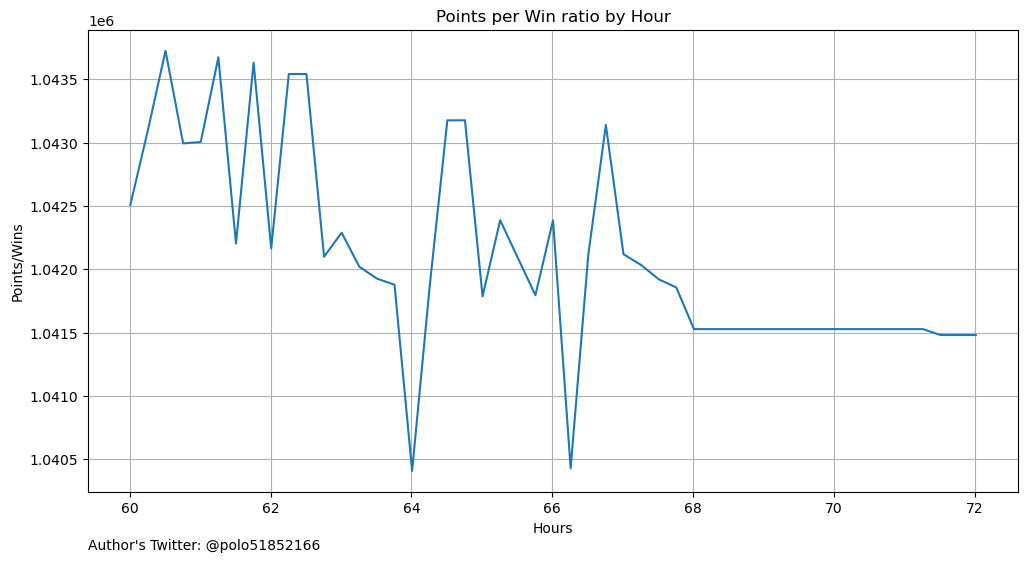 Points per Win ratio by Hour
1e6
1.0435
1.0430
1.0425
1.0420
1.0415
1.0410
1.0405
Points/Wins
60 62 64 66 68 70 72
Hours
Author's Twitter: @polo51852166